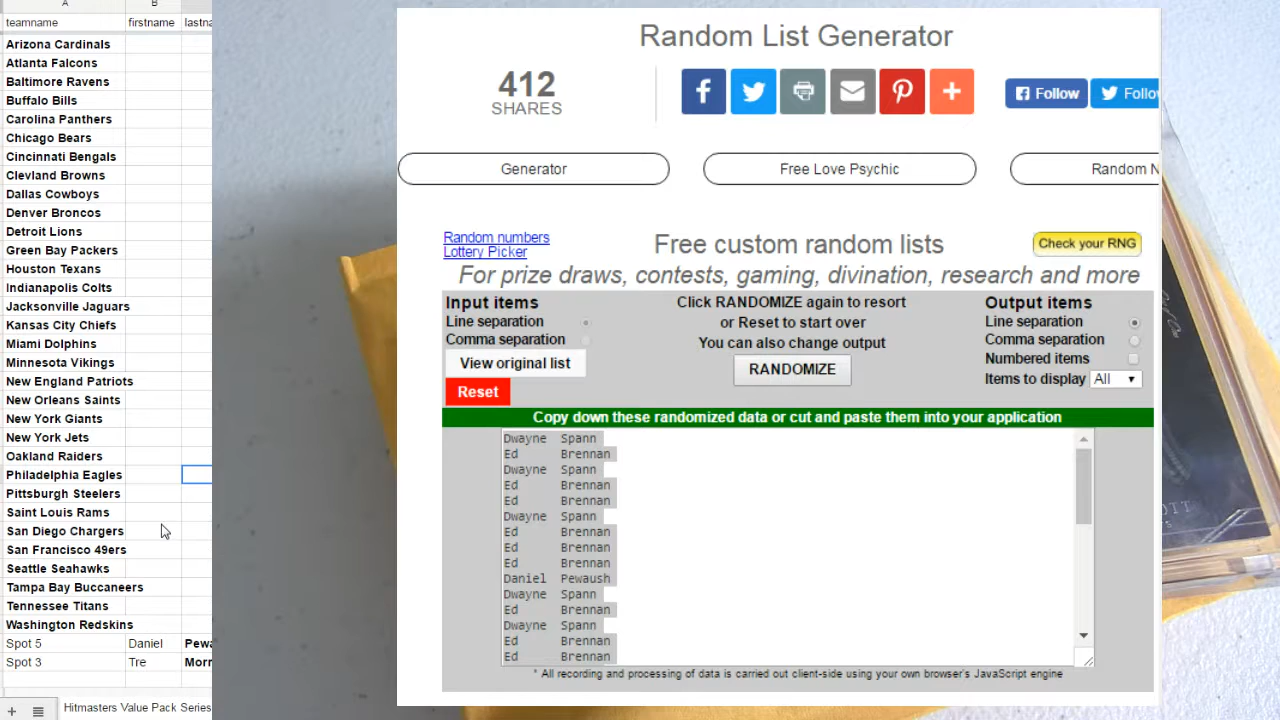 A
B
teamname firstname lastna
Arizona Cardinals
Atlanta Falcons
Baltimore Ravens
Buffalo Bills
Carolina Panthers
Chicago Bears
Cincinnati Bengals
Clevland Browns
Dallas Cowboys
Denver Broncos
Detroit Lions
Green Bay Packers
Houston Texans
Indianapolis Colts
Jacksonville Jaguars
Kansas City Chiefs
Miami Dolphins
Minnesota Vikings
New England Patriots
New Orleans Saints
New York Giants
New York Jets
Oakland Raiders
Philadelphia Eagles
Pittsburgh Steelers
Saint Louis Rams
San Diego Chargers
San Francisco 49ers
Seattle Seahawks
Tampa Bay Buccaneers
Tennessee Titans
Washington Redskins
Spot 5 Daniel Pewa
Spot 3 Tre Morr
Hitmasters Value Pack Series
Random List Generator
412
SHARES
Follow
Follo
Generator
Free Love Psychic
Random N
Random numbers
Lottery Picker
Free custom random lists
Check your RNG
For prize draws, contests, gaming, divination, research and more
Input items
Line separation
Comma separation
View original list
Reset
Click RANDOMIZE again to resort
or Reset to start over
You can also change output
RANDOMIZE
Output items
Line separation
Comma separation
Numbered items
Items to display All
Copy down these randomized data or cut and paste them into your application
Dwayne Spann
Ed Brennan
Dwayne Spann
Ed Brennan
Ed Brennan
Dwayne Spann
Ed Brennan
Ed Brennan
Ed Brennan
Daniel Pewaush
Dwayne Spann
Ed Brennan
Dwayne Spann
Ed Brennan
Ed Brennan
* All recording and processing of data is carried out client-side using your own browser's JavaScript engine